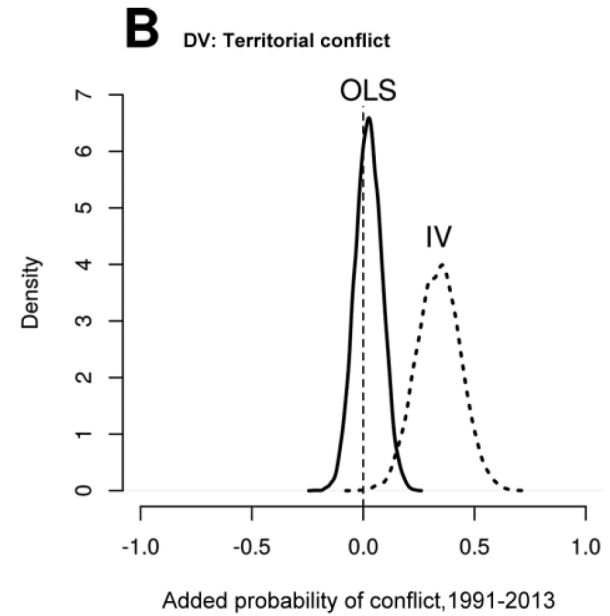 B DV: Territorial conflict
OLS
IV
Density
7
6
5
4
3
2
1
0
-1.0 -0.5 0.0 0.5 1.0
Added probability of conflict,1991-2013